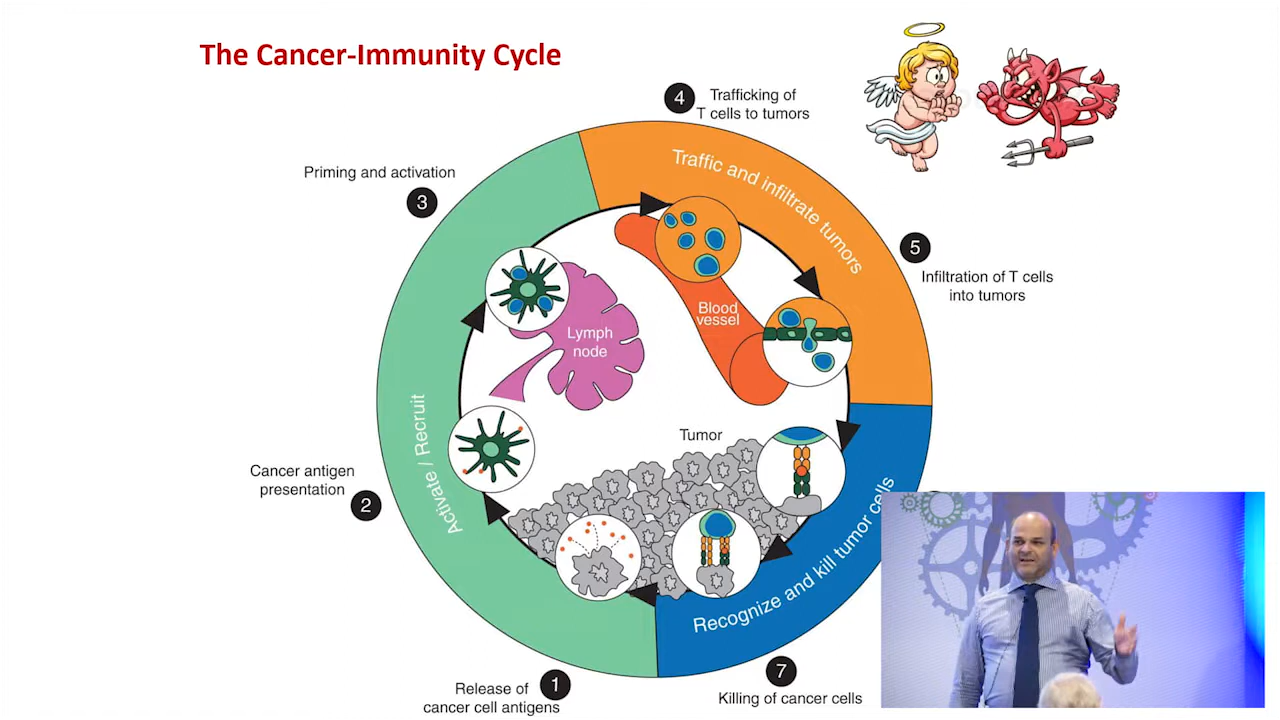 The Cancer-Immunity Cycle
4
Trafficking of
T cells to tumors
Traffic and infiltrate tumors
Priming and activation
3
5
Infiltration of T cells
into tumors
Blood
vessel
Lymph
node
Activate / Recruit
Tumor
Cancer antigen
presentation
2
Recognize and kill tumor cells
Release of
cancer cell antigens
1
7
Killing of cancer cells